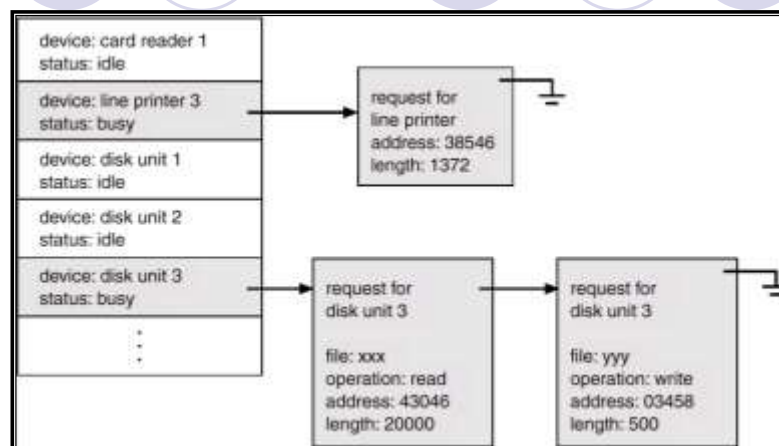 device: card reader 1
status: idle
device: line printer 3
status: busy
device: disk unit 1
status: idle
device: disk unit 2
status: idle
device: disk unit 3
status: busy
request for
line printer
address: 38546
length: 1372
request for
disk unit 3
file: xxx
operation: read
address: 43046
length: 20000
request for
disk unit 3
file: yyy
operation: write
address: 03458
length: 500